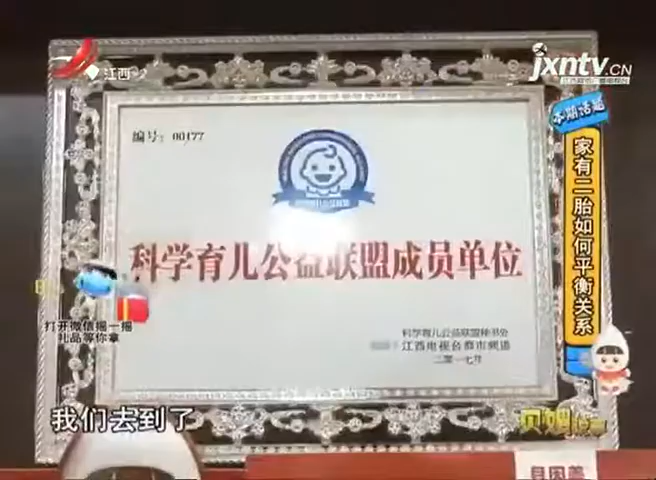 江西 2
jxntv.CN
本期话题
家有二胎如何平衡关系
编号：00177
科学育儿公益联盟成员单位
科学育儿公益联盟秘书处
江西电视台都市频道
二零一七年
打开微信摇一摇
礼品等你拿
我们去到了